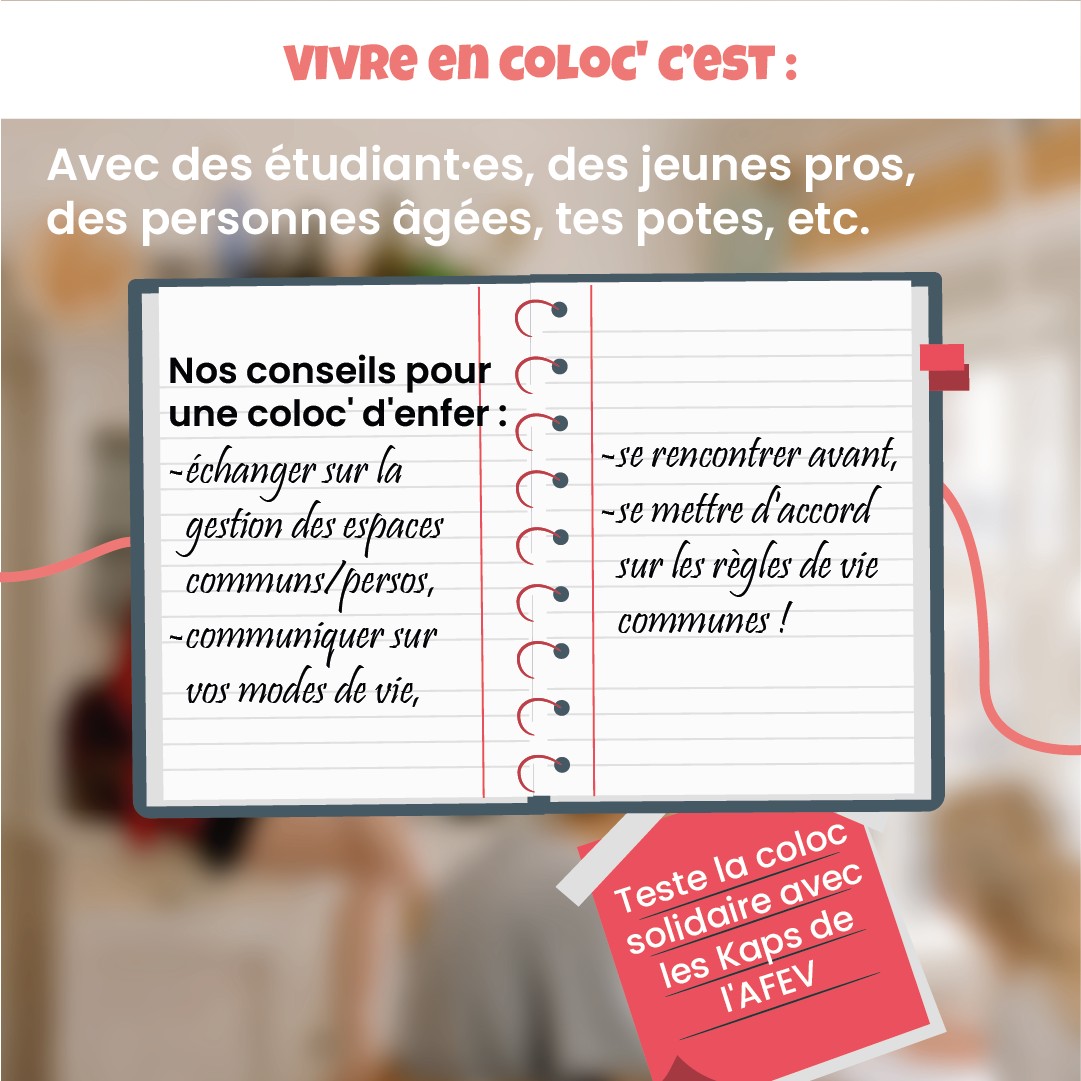 Vivre en coloc' c'est :
Avec des étudiant·es, des jeunes pros,
des personnes âgées, tes potes, etc.
Nos conseils pour
une coloc' d'enfer :
-échanger sur la
gestion des espaces
communs/persos,
-communiquer sur
vos modes de vie,
-se rencontrer avant,
-se mettre d'accord
sur les règles de vie
communes !
Teste la coloc
solidaire avec
les Kaps de
l'AFEV